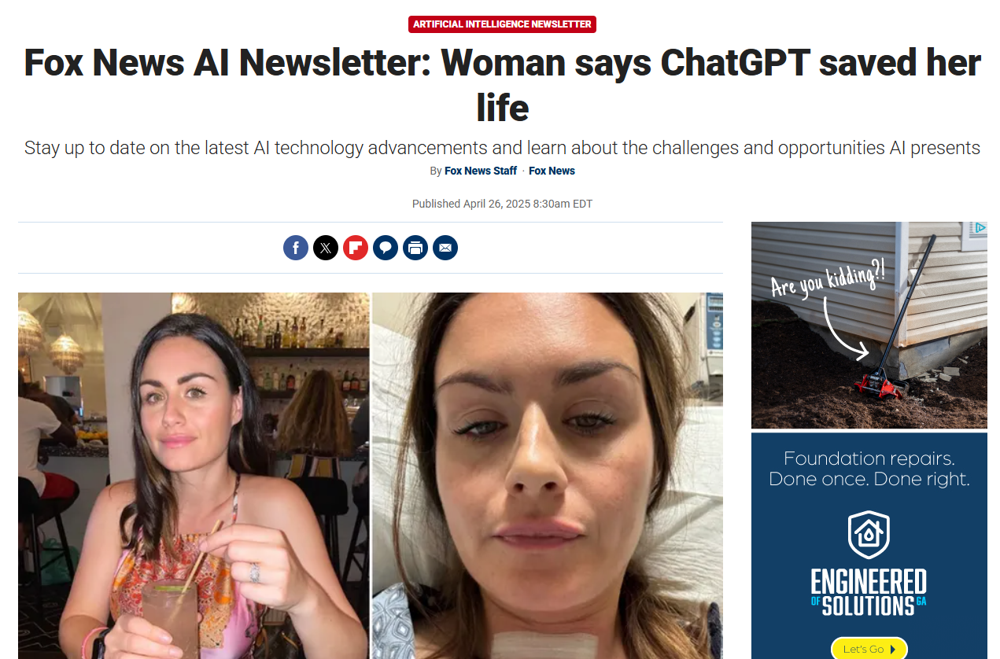 ARTIFICIAL INTELLIGENCE NEWSLETTER
Fox News AI Newsletter: Woman says ChatGPT saved her
life
Stay up to date on the latest AI technology advancements and learn about the challenges and opportunities AI presents
By Fox News Staff · Fox News
Published April 26, 2025 8:30am EDT
Are you kidding?!
Foundation repairs.
Done once. Done right.
ENGINEERED
OF SOLUTIONS GA
Let's Go